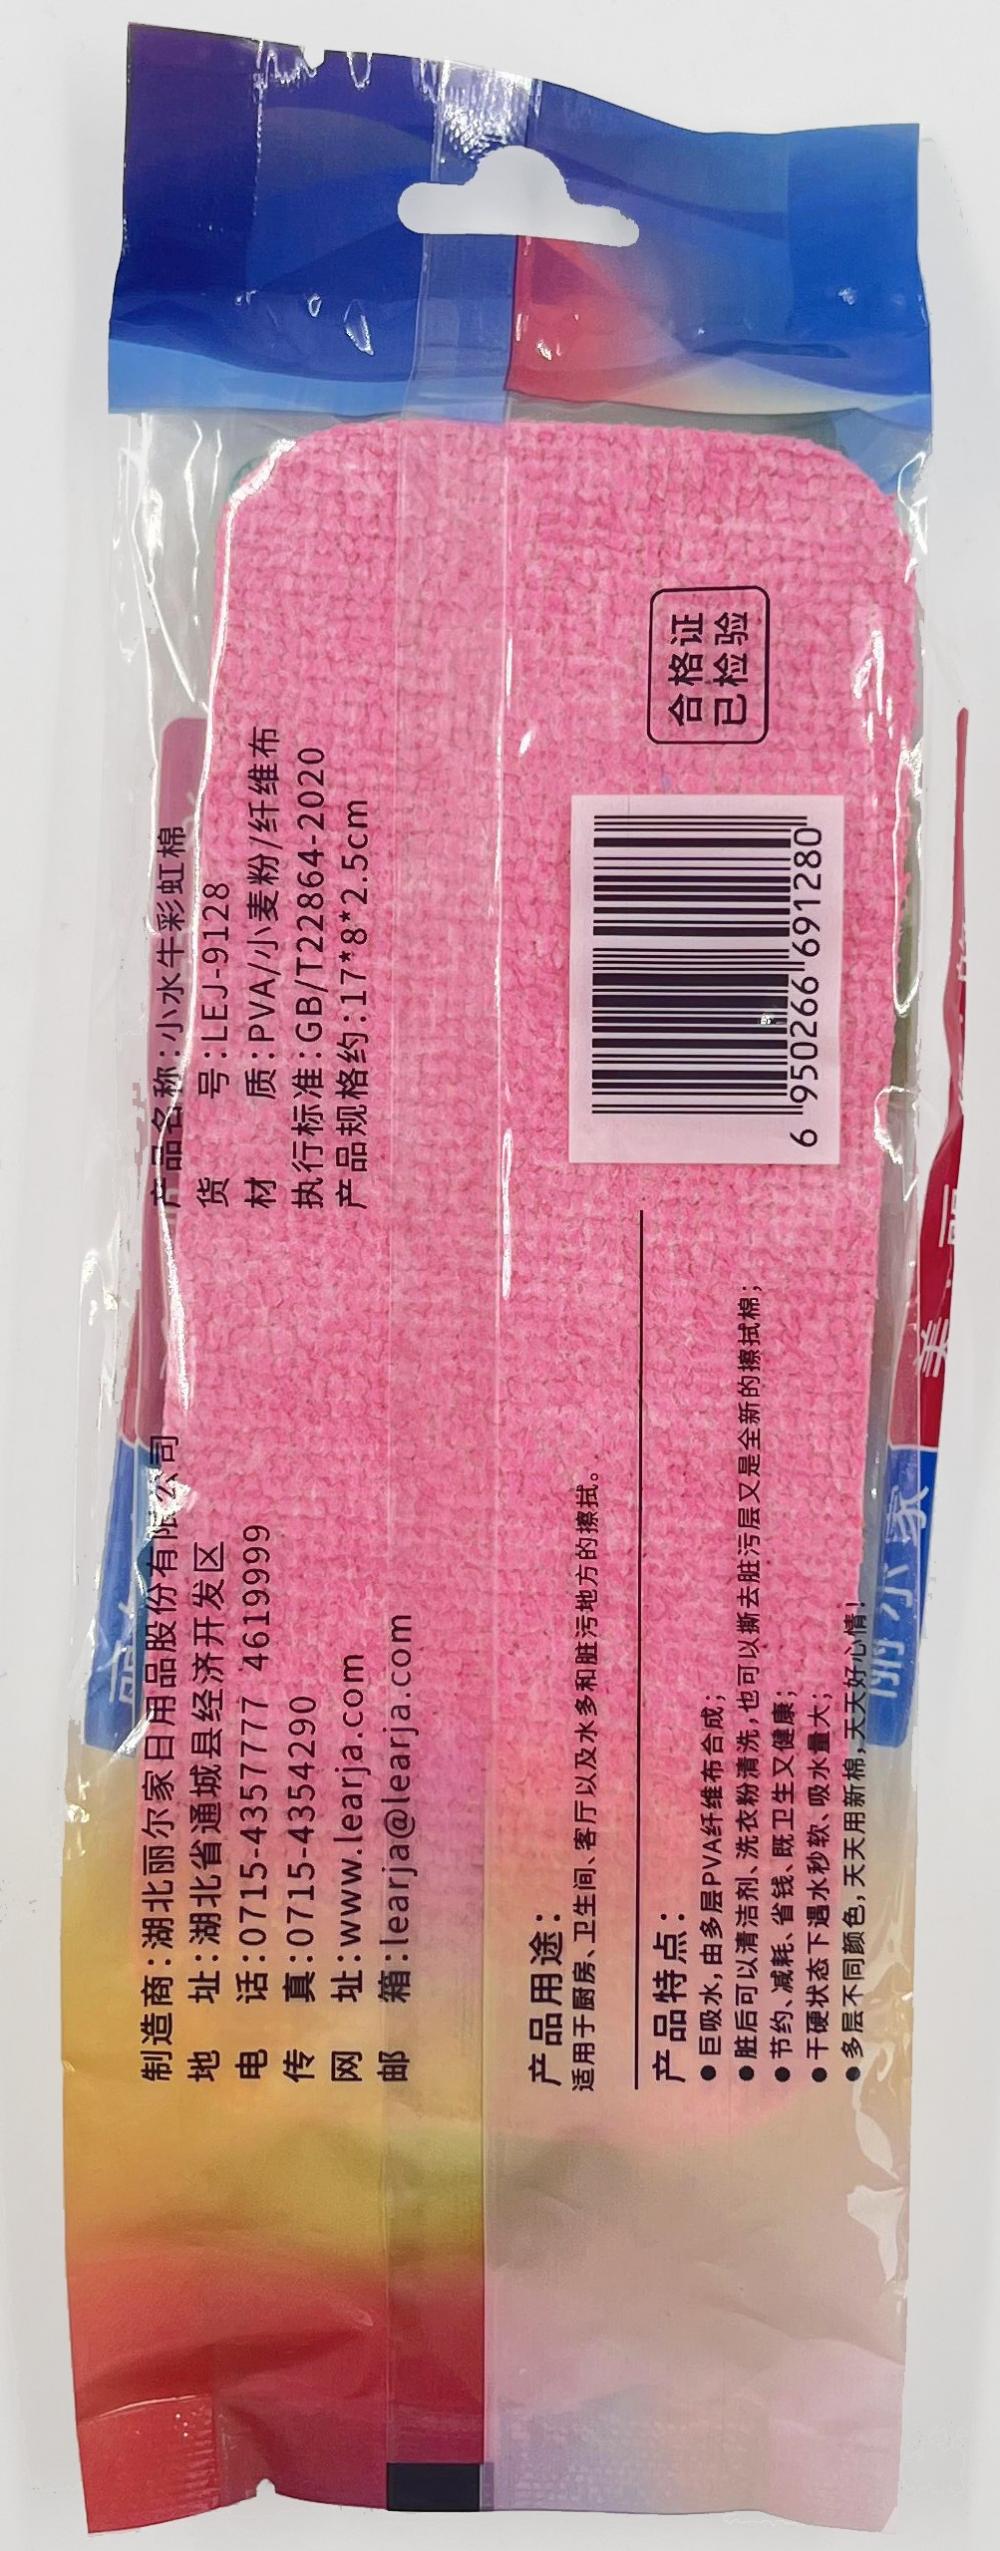 制造商:湖北丽尔家日用品股份有限公司
地 址:湖北省通城县经济开发区
电 话:0715-4357777 4619999
传 真:0715-4354290
网 址:www.learja.com
邮 箱:learja@learja.com
产品名称:小水牛彩虹棉
货 号:LEJ-9128
材 质:PVA/小麦粉/纤维布
执行标准:GB/T22864-2020
产品规格约:17*8*2.5cm
产品用途:
适用于厨房、卫生间、客厅以及水多和脏污地方的擦拭。
产品特点:
●巨吸水,由多层PVA纤维布合成;
●脏后可以清洁剂、洗衣粉清洗,也可以撕去脏污层又是全新的擦拭棉;
●节约、减耗、省钱、既卫生又健康;
●干硬状态下遇水秒软、吸水量大;
●多层不同颜色,天天用新棉,天天好心情!
6 950266 691280
合格证
已检验